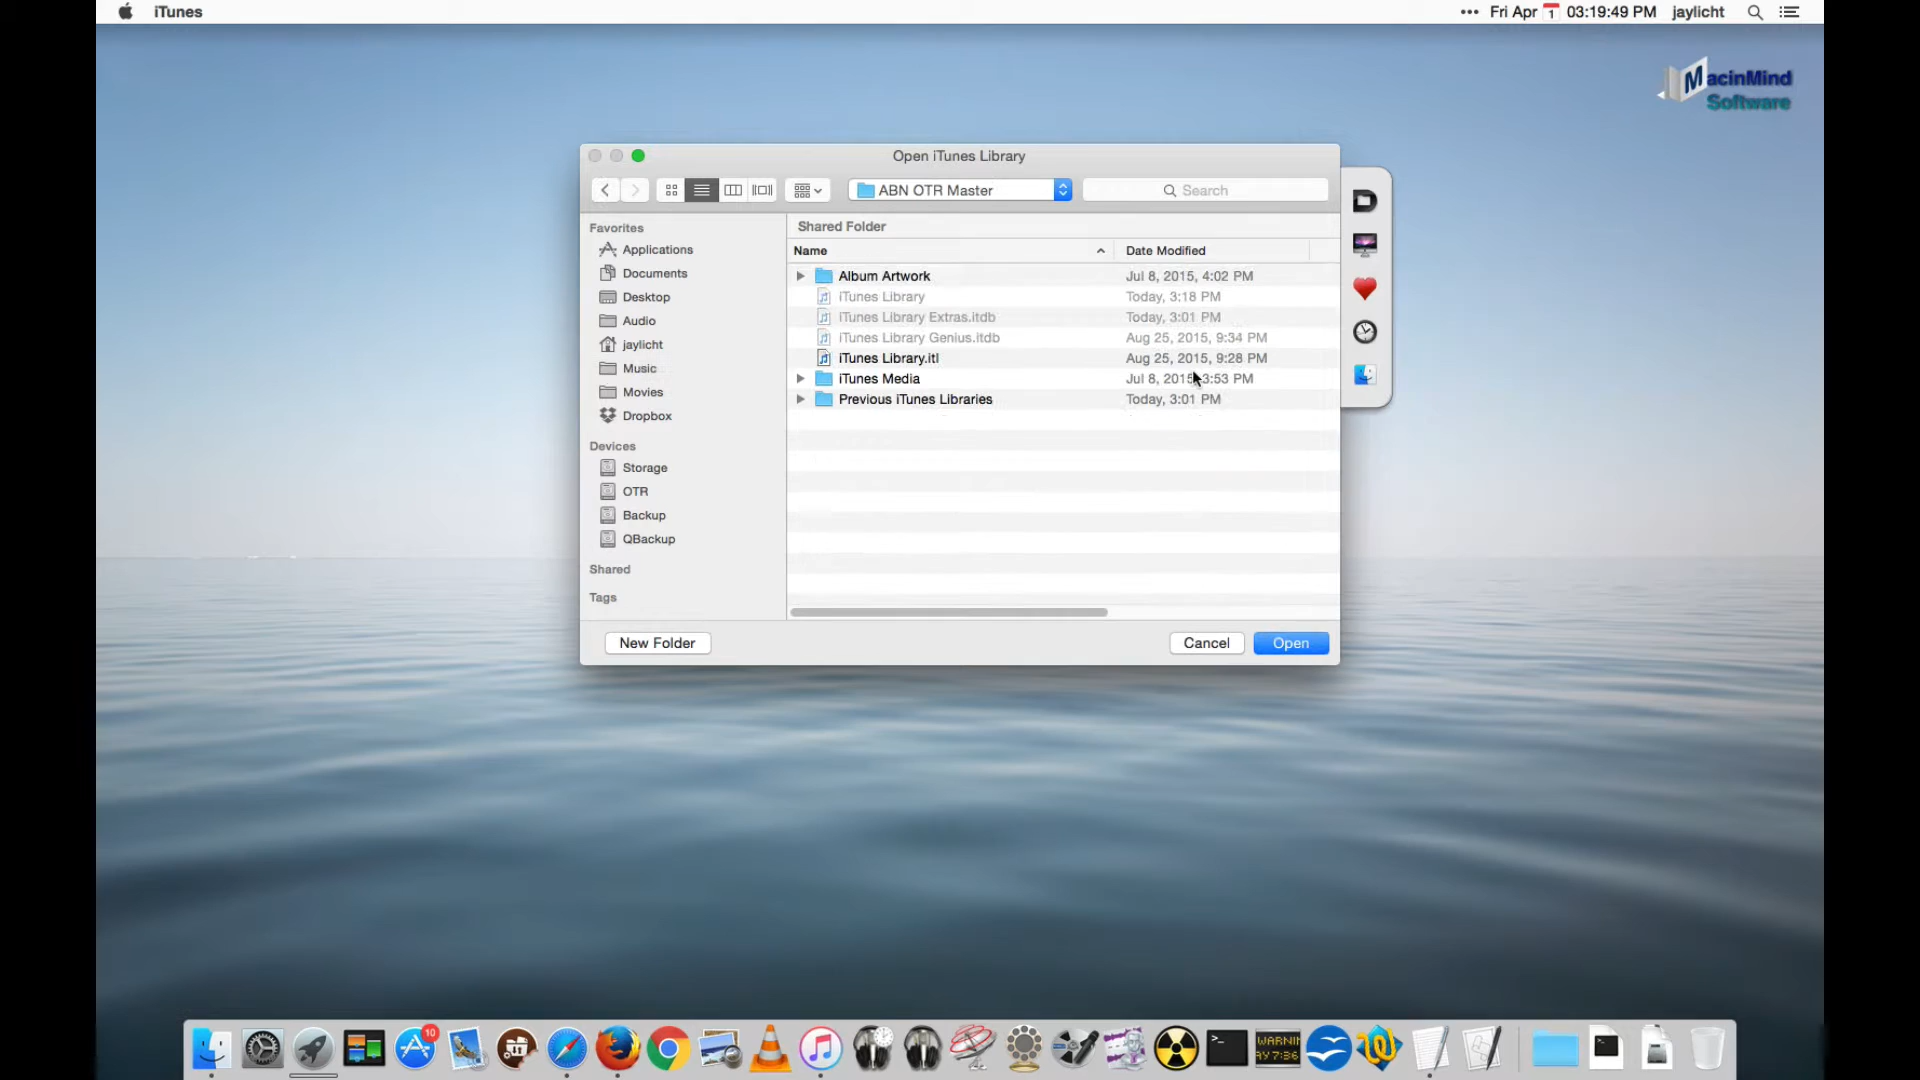 iTunes
••• Fri Apr 1 03:19:49 PM jaylicht
MacinMind
Software
Open iTunes Library
ABN OTR Master
Search
Favorites
Applications
Documents
Desktop
Audio
jaylicht
Music
Movies
Dropbox
Devices
Storage
OTR
Backup
QBackup
Shared
Tags
Shared Folder
Name Date Modified
Album Artwork Jul 8, 2015, 4:02 PM
iTunes Library Today, 3:18 PM
iTunes Library Extras.itdb Today, 3:01 PM
iTunes Library Genius.itdb Aug 25, 2015, 9:34 PM
iTunes Library.itl Aug 25, 2015, 9:28 PM
iTunes Media Jul 8, 2015, 3:53 PM
Previous iTunes Libraries Today, 3:01 PM
New Folder
Cancel
Open
10
WARNIN
AY 7:36